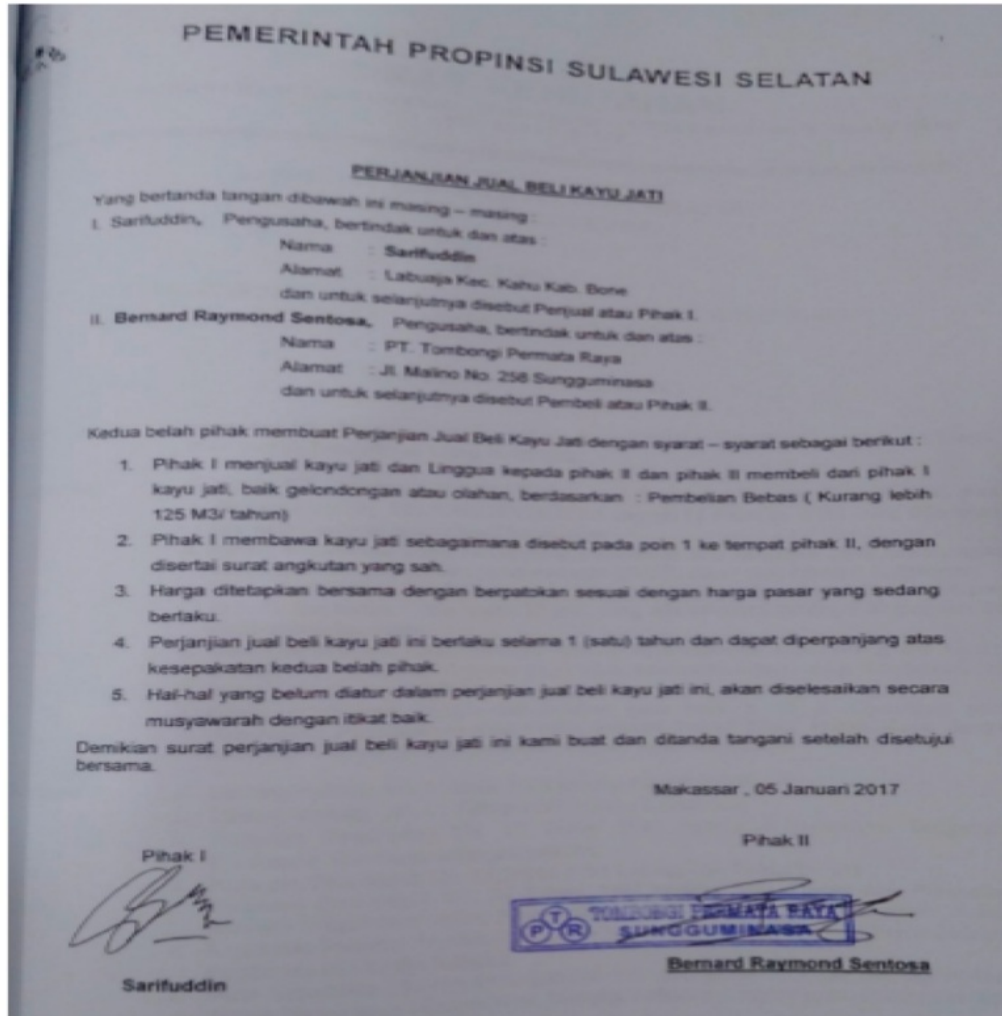 PEMERINTAH PROPINSI SULAWESI SELATAN
PERJANJIAN JUAL BELI KAYU JATI
Yang bertanda tangan dibawah ini masing – masing :
I. Sarifuddin, Pengusaha, bertindak untuk dan atas :
Nama : Sarifuddin
Alamat : Labuaja Kec. Kahu Kab. Bone
dan untuk selanjutnya disebut Penjual atau Pihak I.
II. Bernard Raymond Sentosa, Pengusaha, bertindak untuk dan atas :
Nama : PT. Tombongi Permata Raya
Alamat : Jl. Malino No. 258 Sungguminasa
dan untuk selanjutnya disebut Pembeli atau Pihak II.
Kedua belah pihak membuat Perjanjian Jual Beli Kayu Jati dengan syarat – syarat sebagai berikut :
1. Pihak I menjual kayu jati dan Linggua kepada pihak II dan pihak II membeli dari pihak I
kayu jati, baik gelondongan atau olahan, berdasarkan : Pembelian Bebas ( Kurang lebih
125 M3/ tahun)
2. Pihak I membawa kayu jati sebagaimana disebut pada poin 1 ke tempat pihak II, dengan
disertai surat angkutan yang sah.
3. Harga ditetapkan bersama dengan berpatokan sesuai dengan harga pasar yang sedang
berlaku.
4. Perjanjian jual beli kayu jati ini berlaku selama 1 (satu) tahun dan dapat diperpanjang atas
kesepakatan kedua belah pihak.
5. Hal-hal yang belum diatur dalam perjanjian jual beli kayu jati ini, akan diselesaikan secara
musyawarah dengan itikat baik.
Demikian surat perjanjian jual beli kayu jati ini kami buat dan ditanda tangani setelah disetujui
bersama.
Makassar , 05 Januari 2017
Pihak I
Pihak II
PTR TOMBONGI PERMATA RAYA
SUNGGUMINASA
Sarifuddin
Bernard Raymond Sentosa